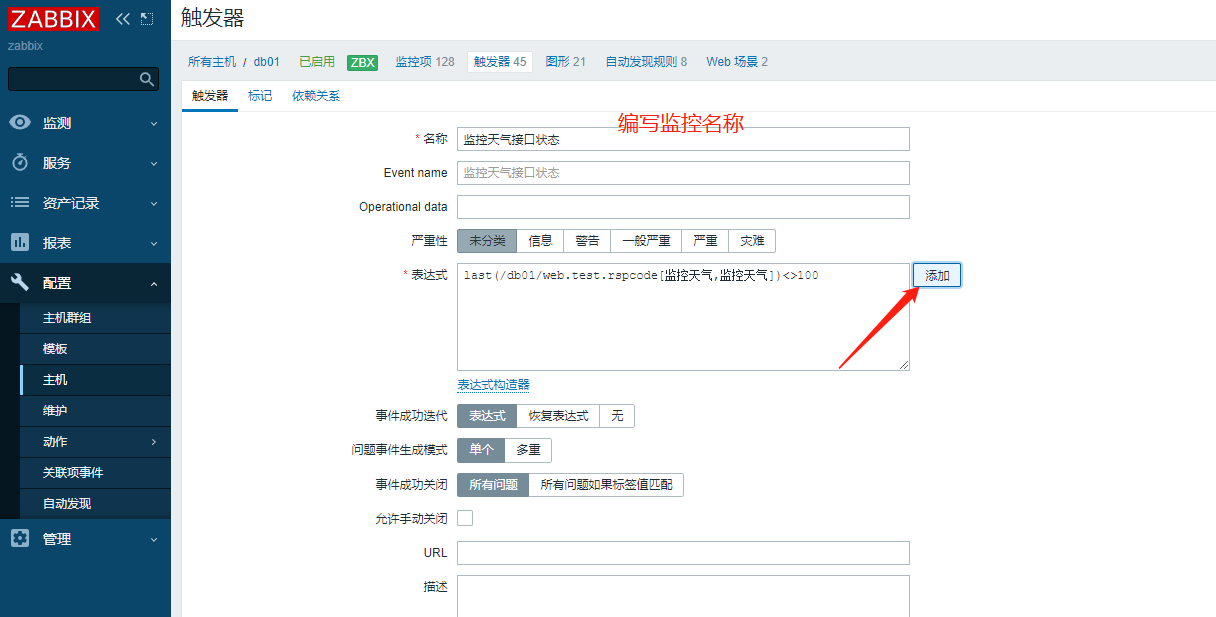 ZABBIX
zabbix
监测
服务
资产记录
报表
配置
主机群组
模板
主机
维护
动作
关联项事件
自动发现
管理
触发器
所有主机 / db01 已启用 ZBX 监控项 128 触发器 45 图形 21 自动发现规则 8 Web 场景 2
触发器 标记 依赖关系
编写监控名称
* 名称 监控天气接口状态
Event name 监控天气接口状态
Operational data
严重性 未分类 信息 警告 一般严重 严重 灾难
* 表达式 last(/db01/web.test.rspcode[监控天气,监控天气])<>100 添加
表达式构造器
事件成功迭代 表达式 恢复表达式 无
问题事件生成模式 单个 多重
事件成功关闭 所有问题 所有问题如果标签值匹配
允许手动关闭
URL
描述